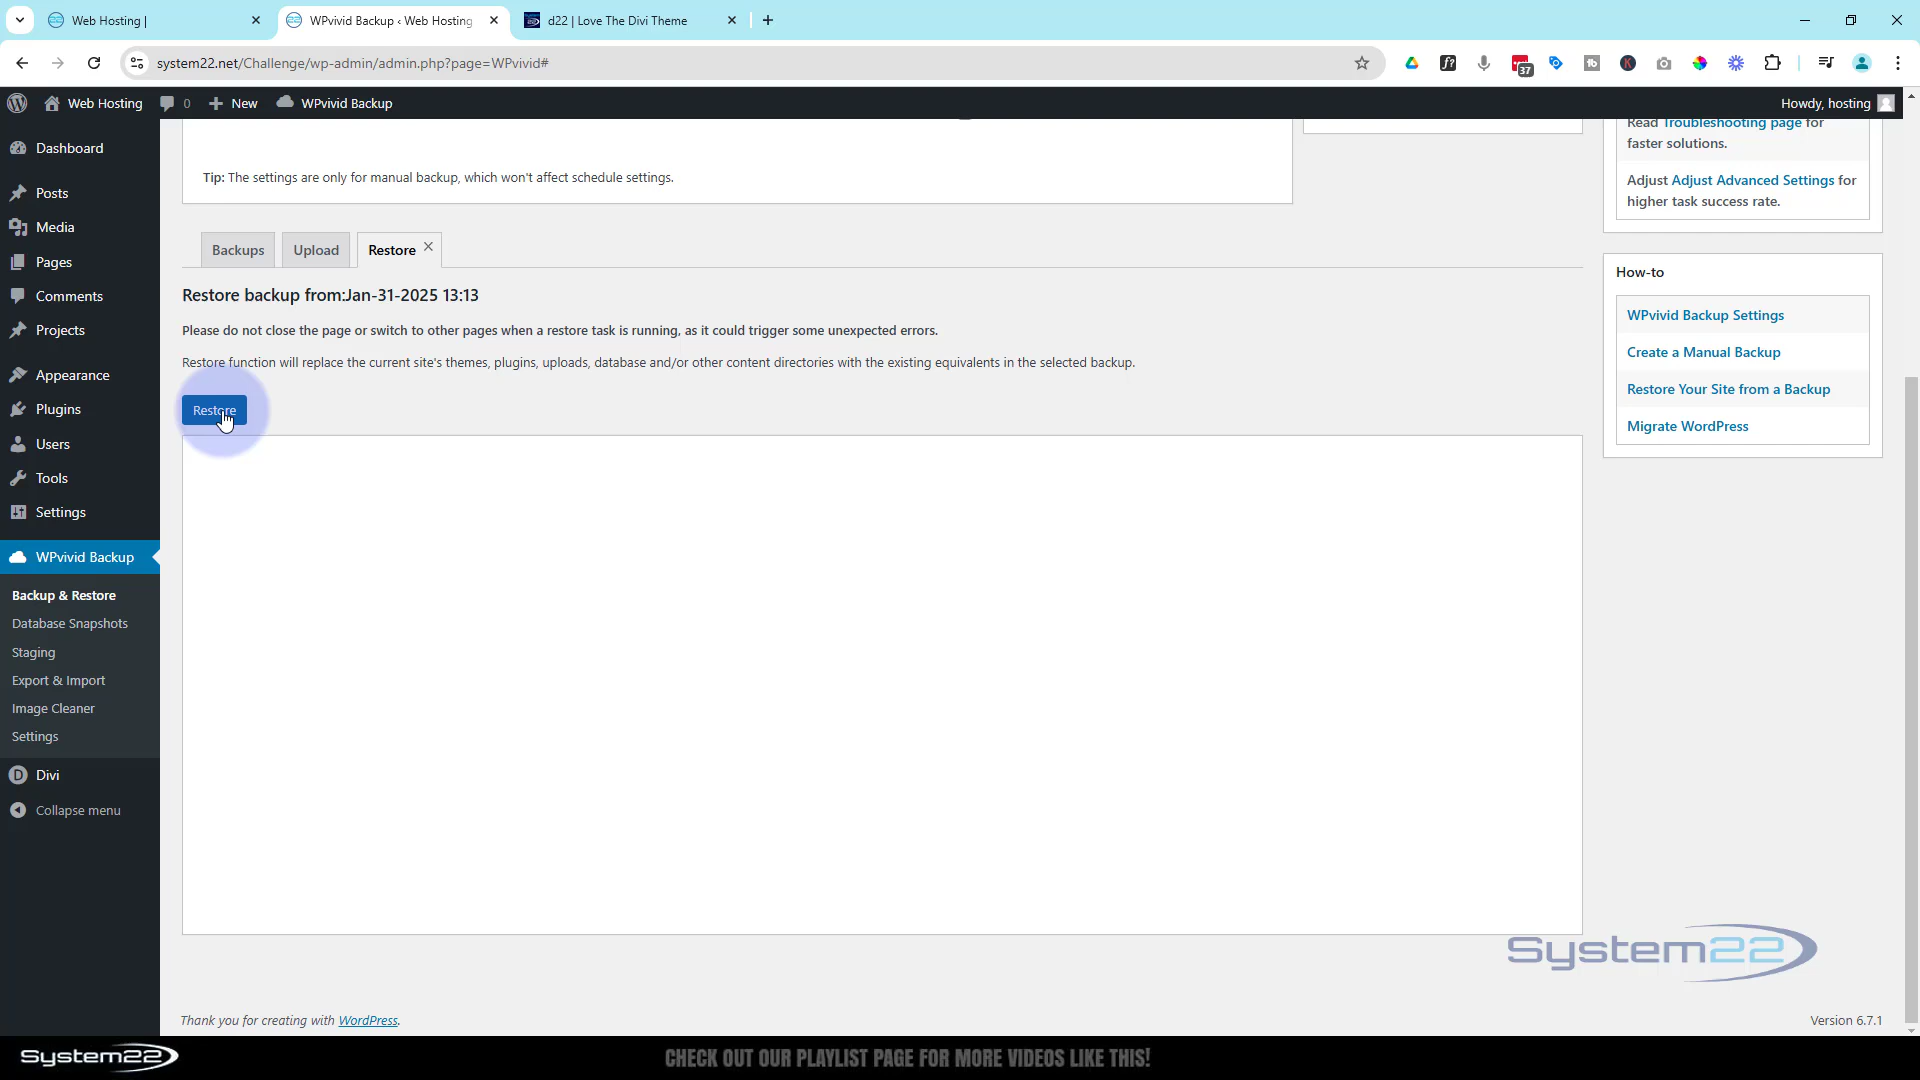 Web Hosting |
WPvivid Backup ‹ Web Hosting
d22 | Love The Divi Theme
system22.net/Challenge/wp-admin/admin.php?page=WPvivid#
37
Web Hosting
0
New
WPvivid Backup
Howdy, hosting
Dashboard
Posts
Media
Pages
Comments
Projects
Appearance
Plugins
Users
Tools
Settings
WPvivid Backup
Backup & Restore
Database Snapshots
Staging
Export & Import
Image Cleaner
Settings
Divi
Collapse menu
Tip: The settings are only for manual backup, which won't affect schedule settings.
Backups
Upload
Restore
Restore backup from:Jan-31-2025 13:13
Please do not close the page or switch to other pages when a restore task is running, as it could trigger some unexpected errors.
Restore function will replace the current site's themes, plugins, uploads, database and/or other content directories with the existing equivalents in the selected backup.
Restore
Read Troubleshooting page for
faster solutions.
Adjust Adjust Advanced Settings for
higher task success rate.
How-to
WPvivid Backup Settings
Create a Manual Backup
Restore Your Site from a Backup
Migrate WordPress
System22
Thank you for creating with WordPress.
Version 6.7.1
System22
CHECK OUT OUR PLAYLIST PAGE FOR MORE VIDEOS LIKE THIS!